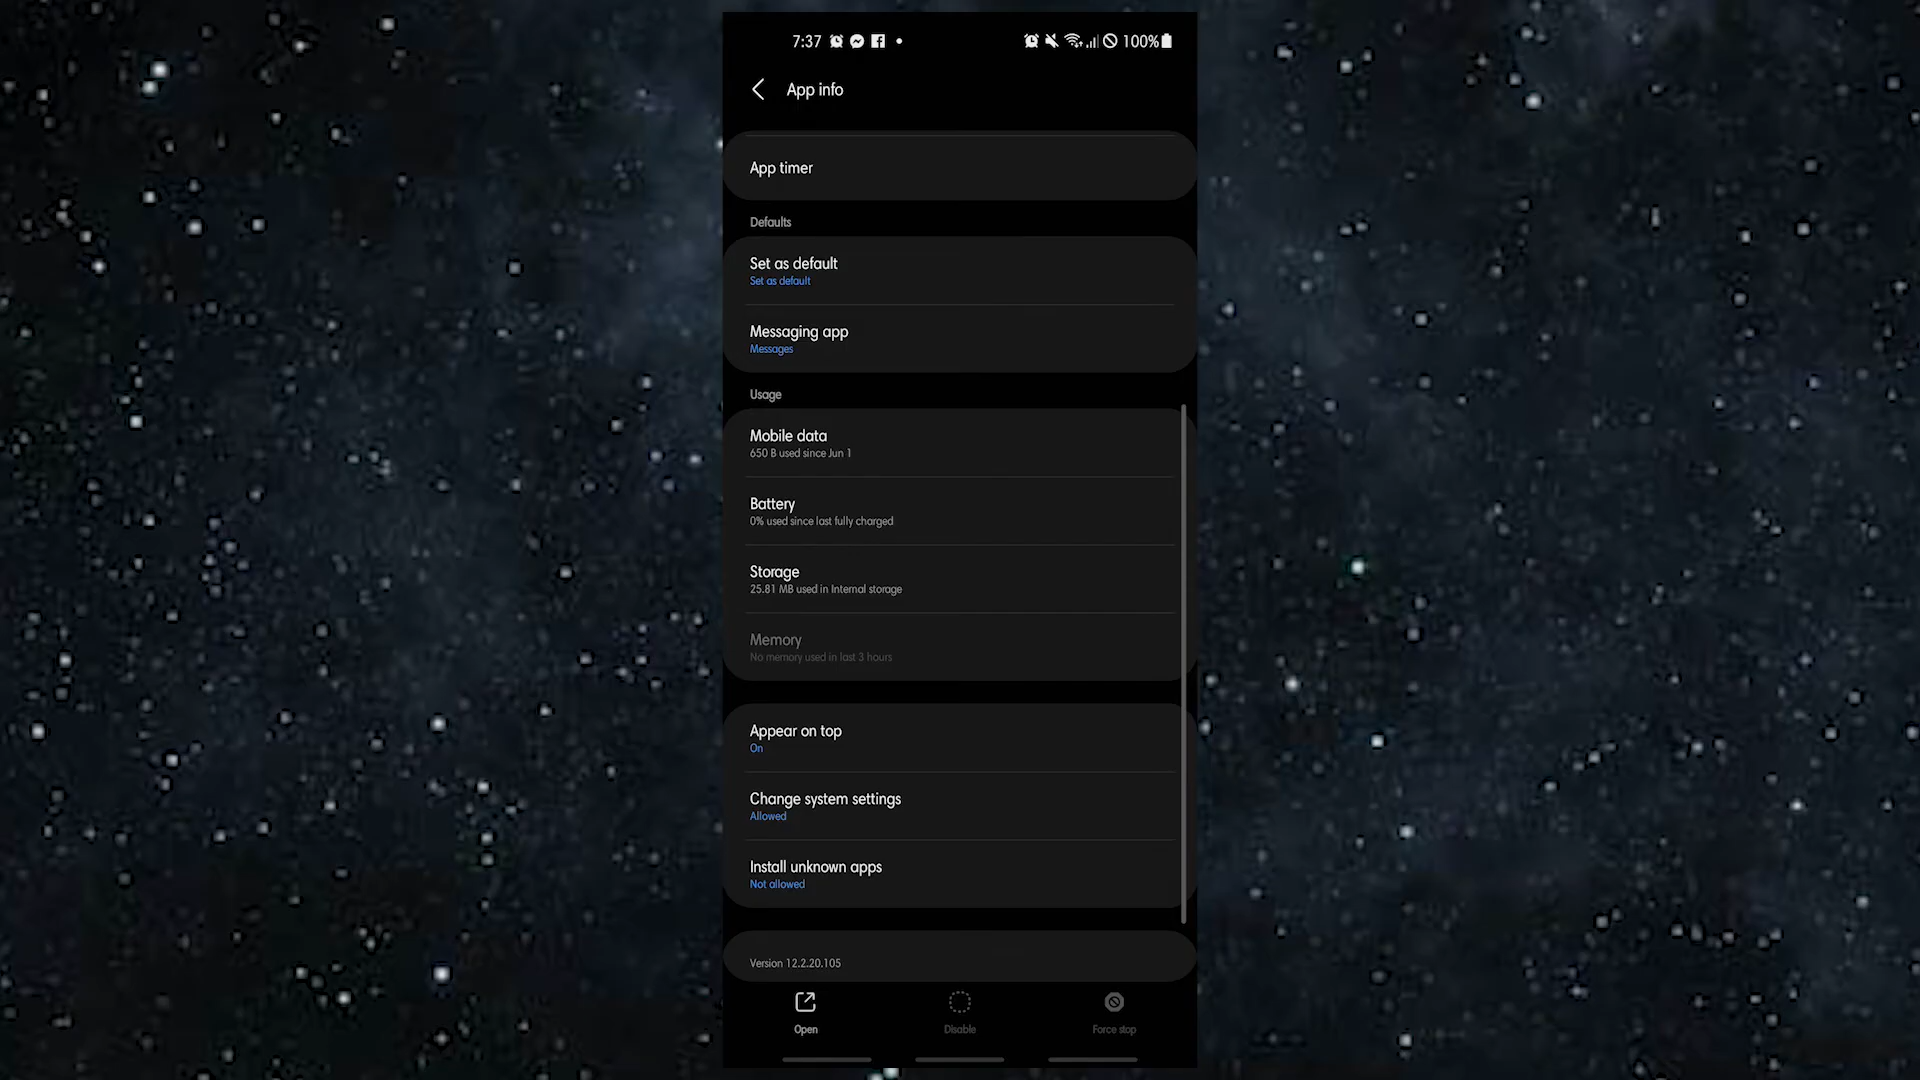 7:37 100%
App info
App timer
Defaults
Set as default
Set as default
Messaging app
Messages
Usage
Mobile data
650 B used since Jun 1
Battery
0% used since last fully charged
Storage
25.81 MB used in Internal storage
Memory
No memory used in last 3 hours
Appear on top
On
Change system settings
Allowed
Install unknown apps
Not allowed
Version 12.2.20.105
Open Disable Force stop